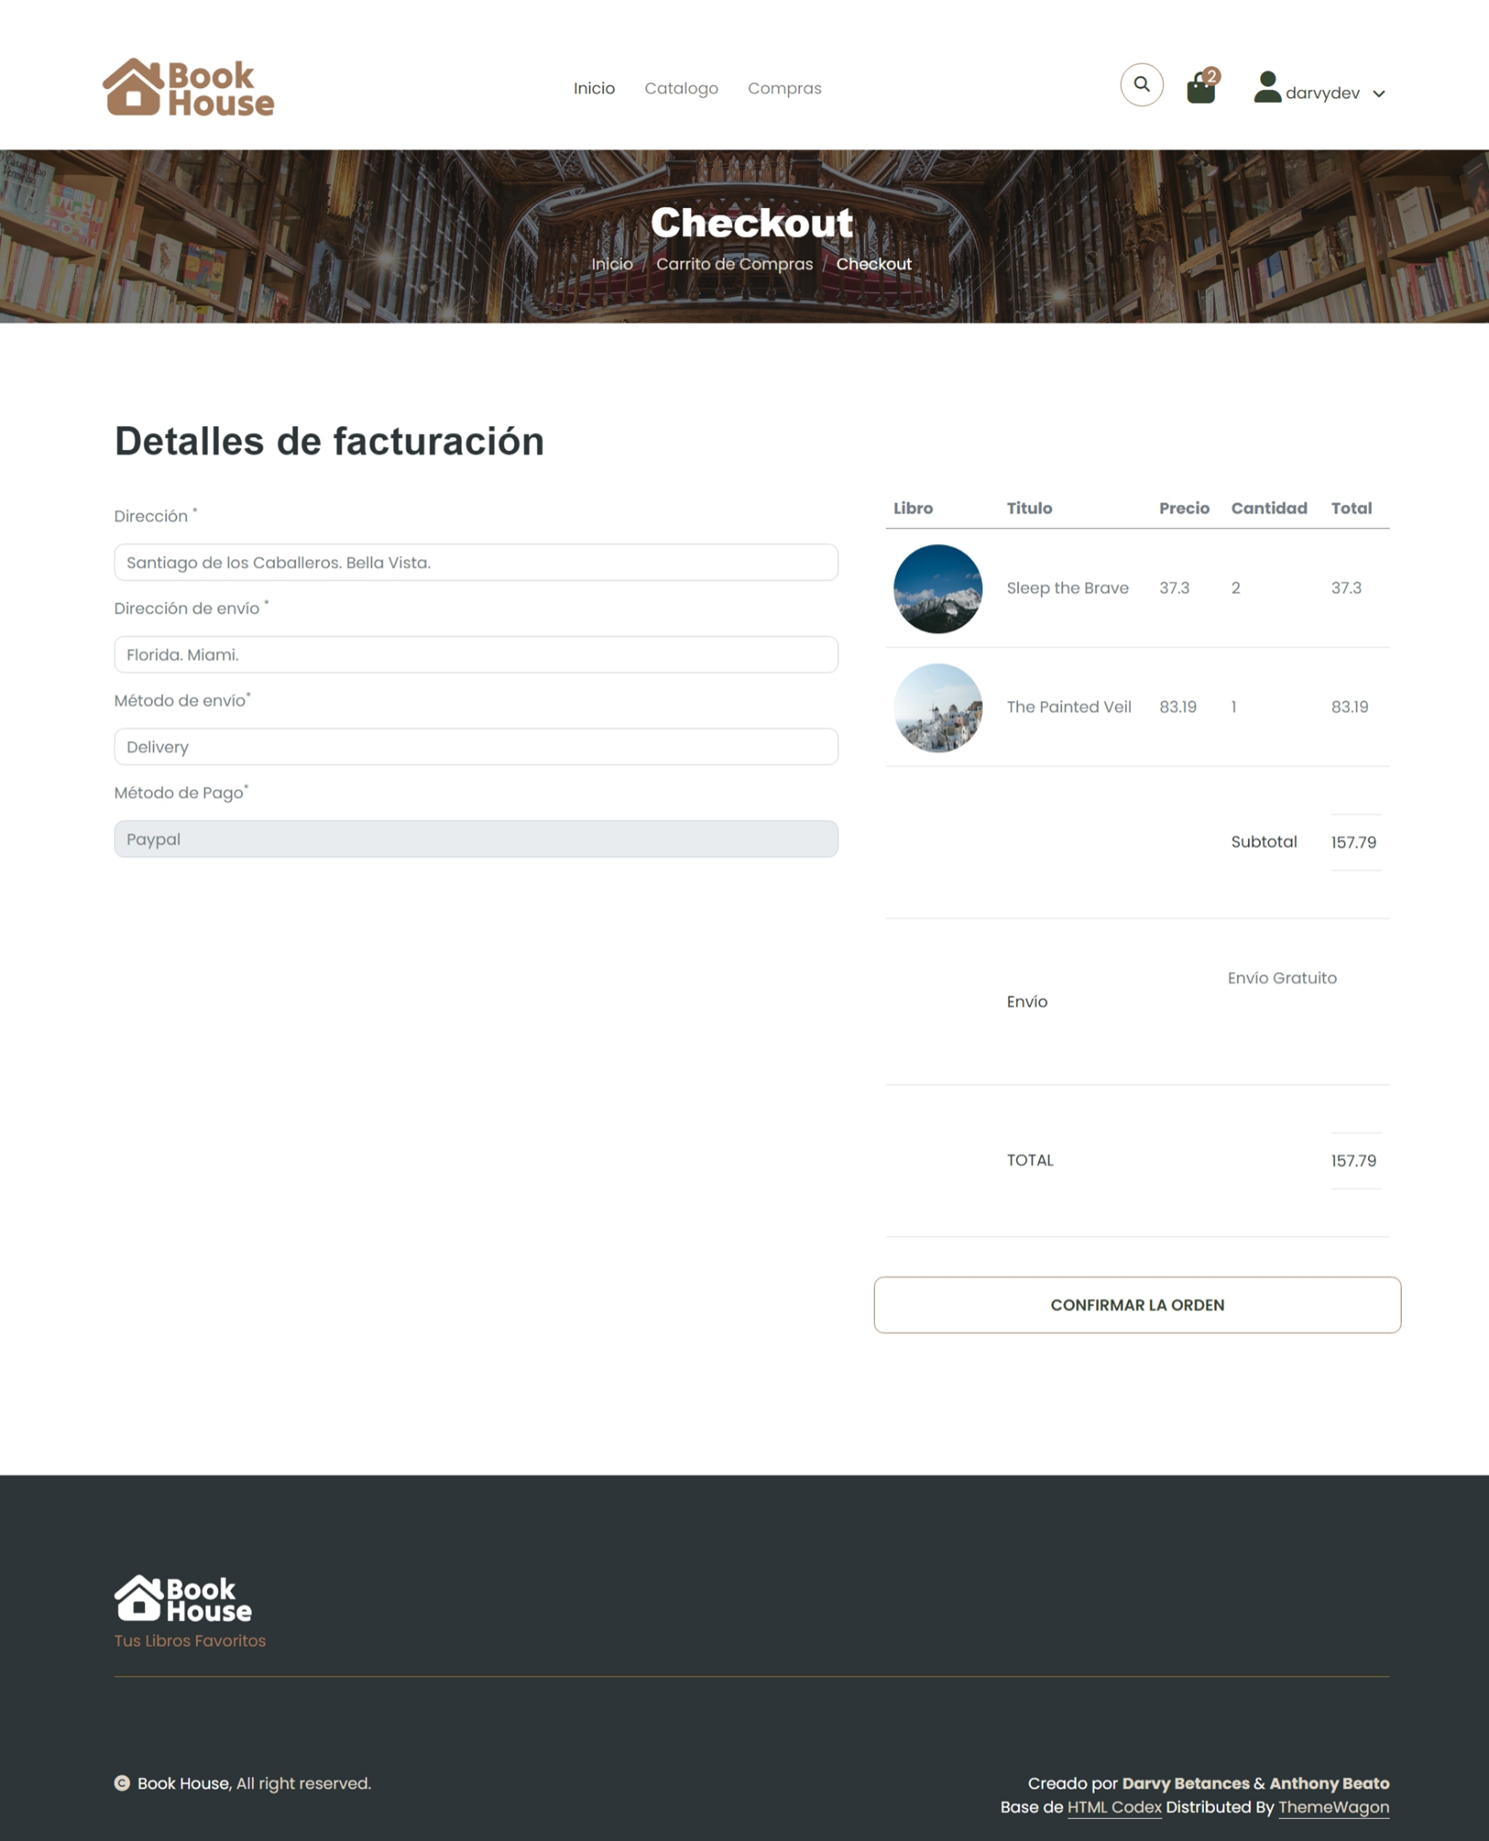 Book
House
Inicio Catalogo Compras
2
darvydev
Checkout
Inicio / Carrito de Compras / Checkout
Detalles de facturación
Dirección *
Santiago de los Caballeros. Bella Vista.
Dirección de envío *
Florida. Miami.
Método de envío*
Delivery
Método de Pago*
Paypal
Libro Titulo Precio Cantidad Total
Sleep the Brave 37.3 2 37.3
The Painted Veil 83.19 1 83.19
Subtotal 157.79
Envío Gratuito
Envío
TOTAL 157.79
CONFIRMAR LA ORDEN
Book
House
Tus Libros Favoritos
© Book House, All right reserved.
Creado por Darvy Betances & Anthony Beato
Base de HTML Codex Distributed By ThemeWagon